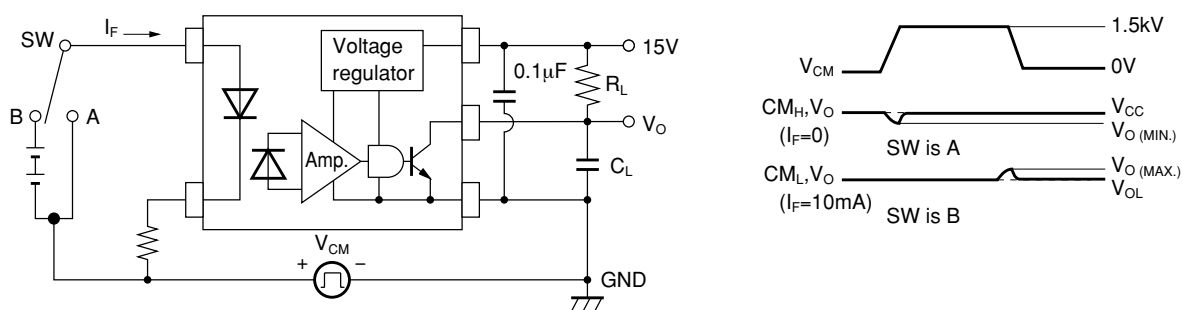 SW
I_F
Voltage
regulator
15V
0.1μF
R_L
B
A
V_O
Amp.
C_L
V_CM
+
−
GND
1.5kV
V_CM
0V
CM_H,V_O
V_CC
(I_F=0)
V_O (MIN.)
SW is A
CM_L,V_O
V_O (MAX.)
V_OL
(I_F=10mA)
SW is B